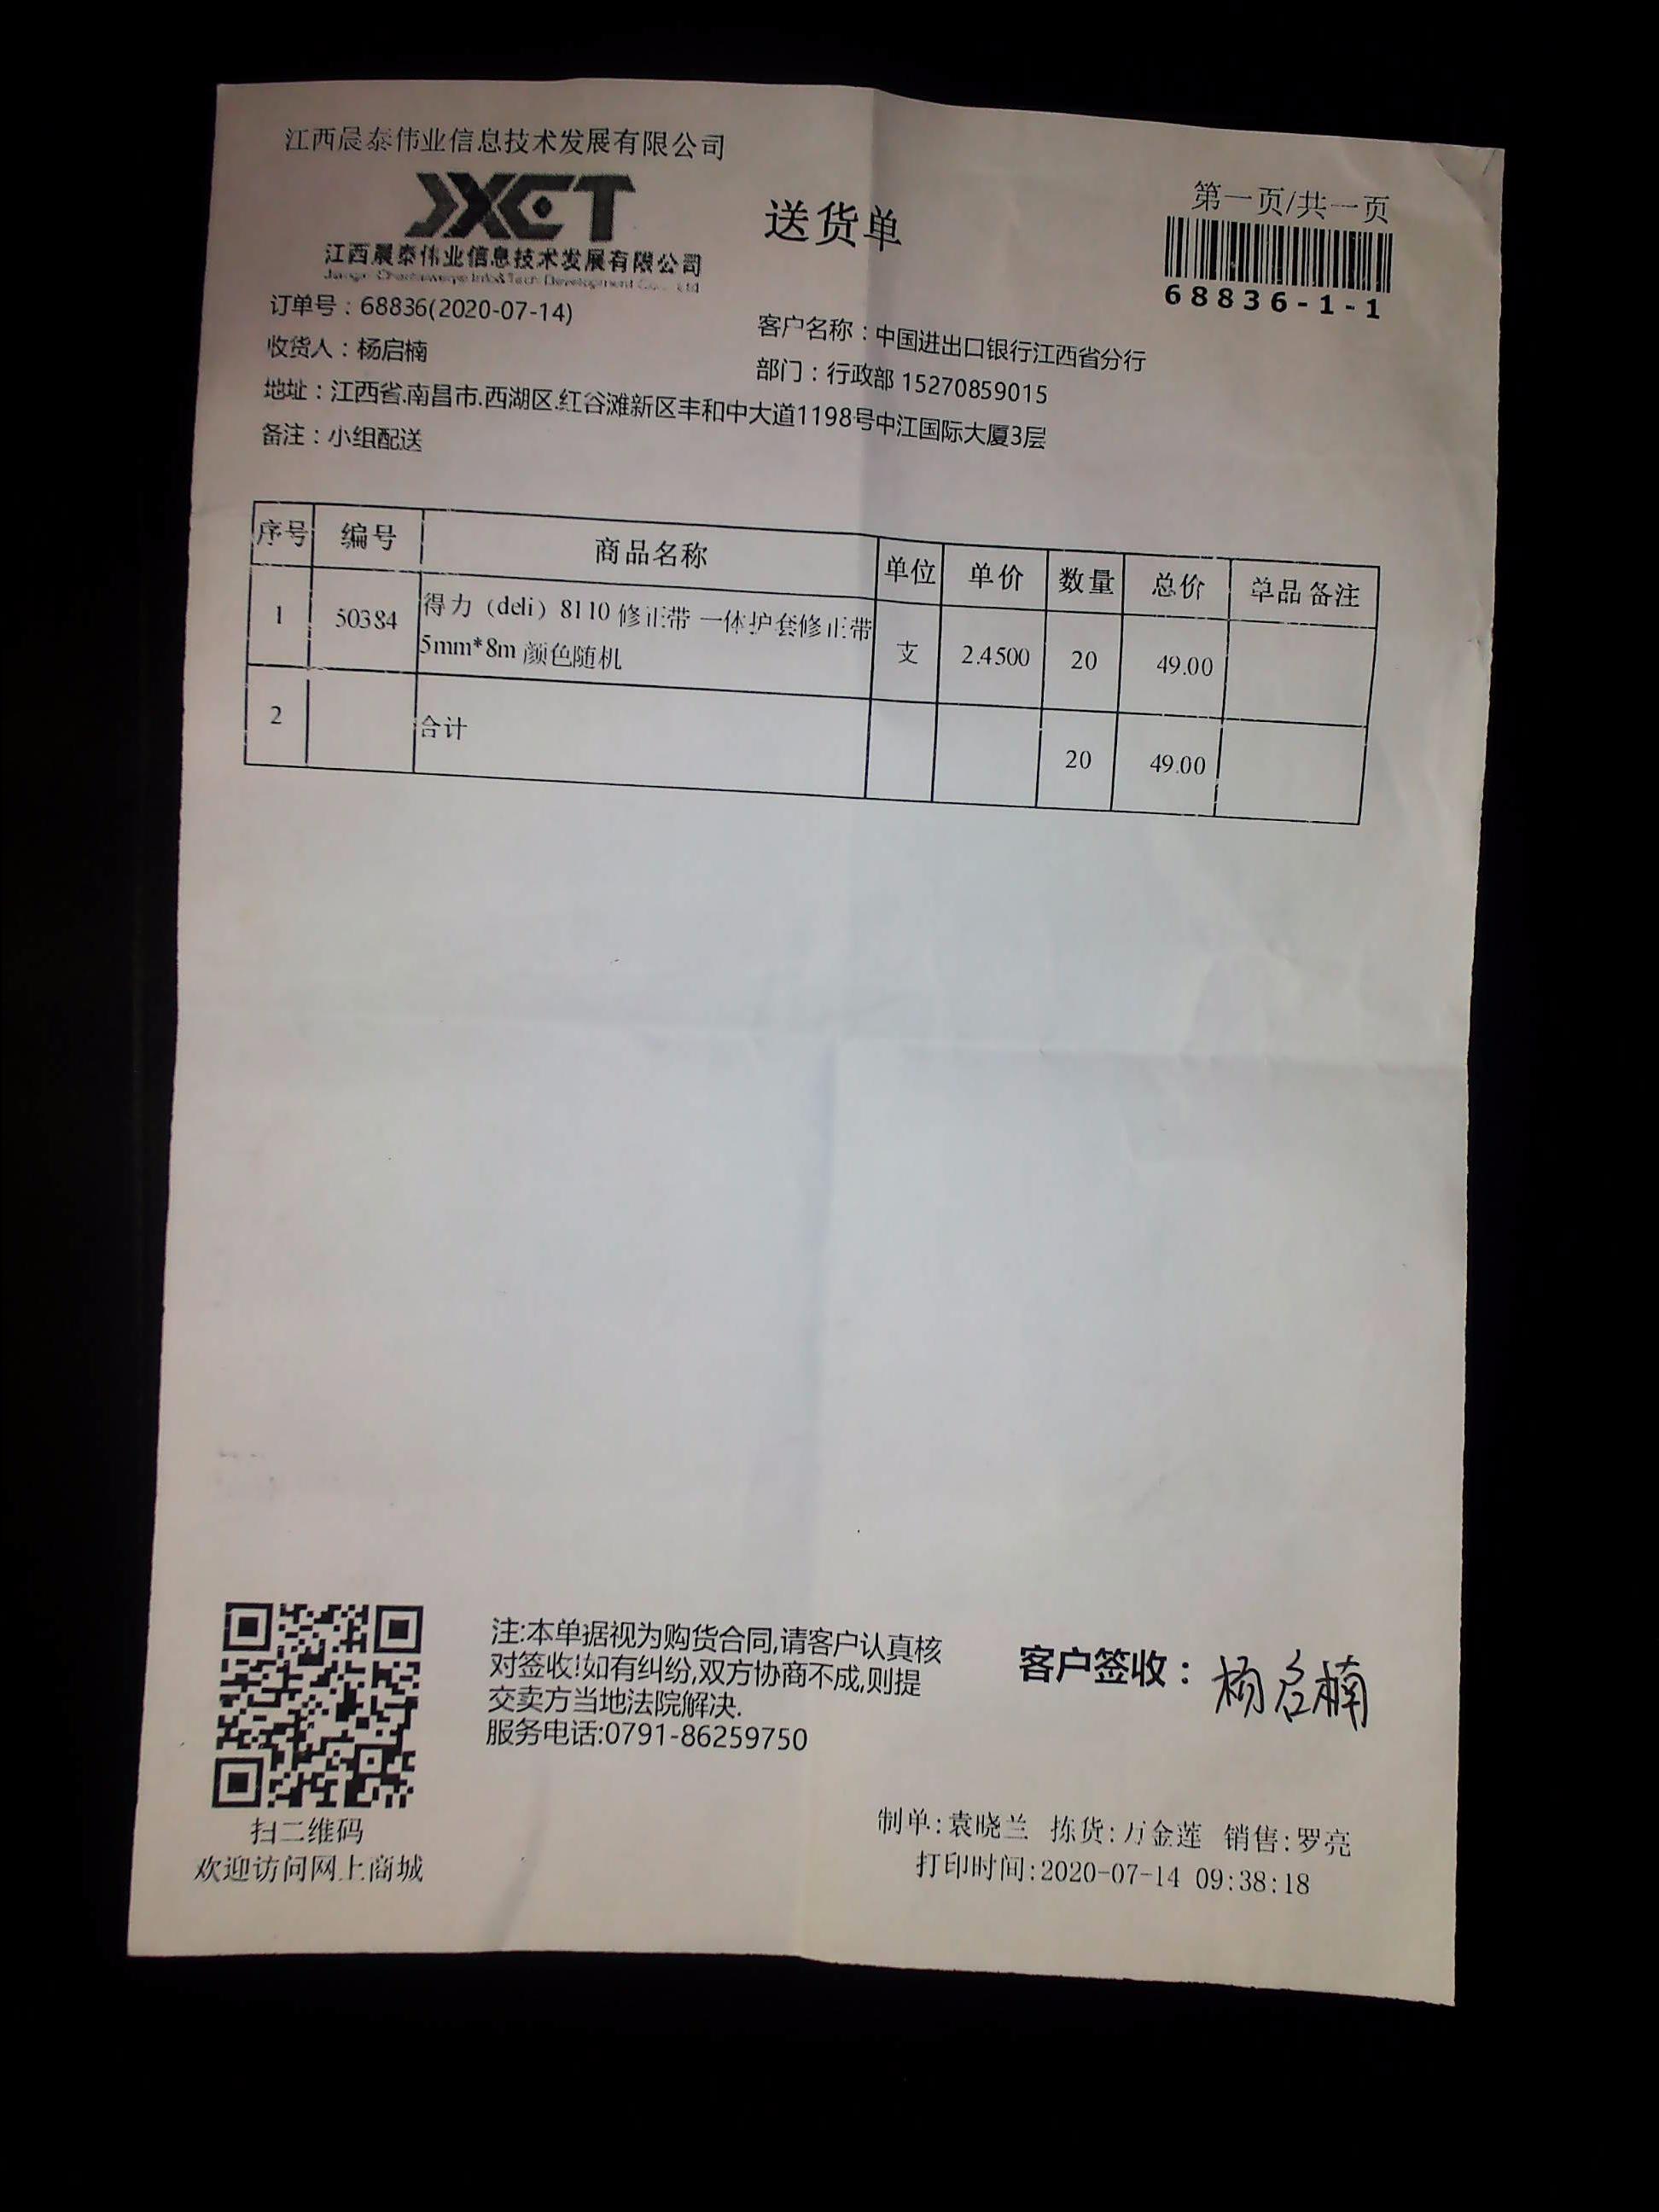 江西晨泰伟业信息技术发展有限公司
JXCT
江西晨泰伟业信息技术发展有限公司
送货单
第一页/共一页
68836-1-1
订单号：68836(2020-07-14)
客户名称：中国进出口银行江西省分行
收货人：杨启楠
部门：行政部 15270859015
地址：江西省.南昌市.西湖区.红谷滩新区丰和中大道1198号中江国际大厦3层
备注：小组配送
序号 编号 商品名称 单位 单价 数量 总价 单品备注
1 50384 得力（deli）8110 修正带 一体护套修正带 5mm*8m 颜色随机 支 2.4500 20 49.00
2 合计 20 49.00
注:本单据视为购货合同,请客户认真核
对签收!如有纠纷,双方协商不成,则提
交卖方当地法院解决.
服务电话:0791-86259750
客户签收：杨启楠
扫二维码
欢迎访问网上商城
制单:袁晓兰 拣货:万金莲 销售:罗亮
打印时间:2020-07-14 09:38:18